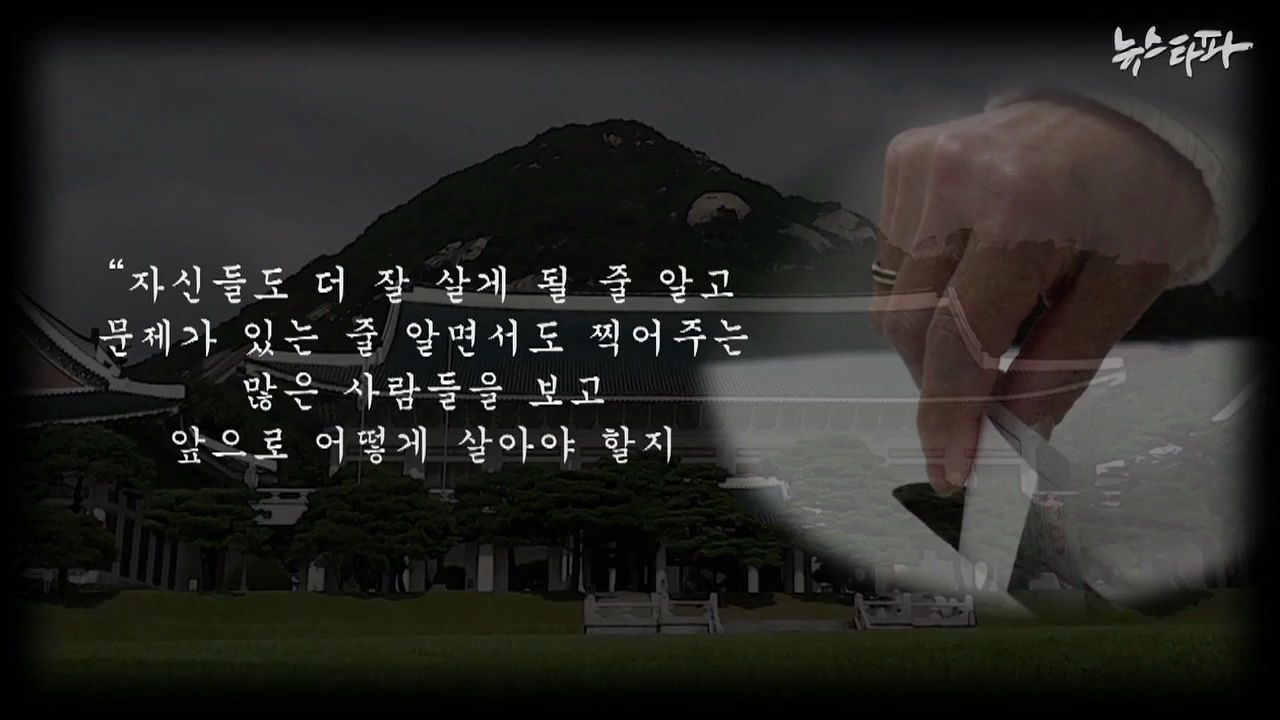 뉴스타파
“자신들도 더 잘 살게 될 줄 알고
문제가 있는 줄 알면서도 찍어주는
많은 사람들을 보고
앞으로 어떻게 살아야 할지